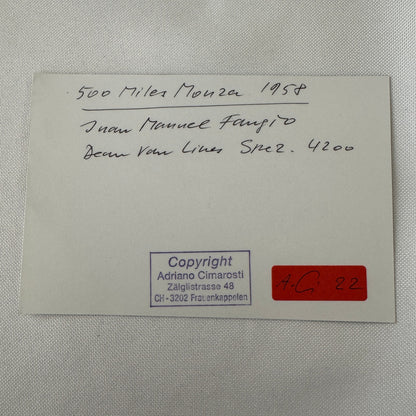 500 Miles Monza 1958
Juan Manuel Fangio
Dean Van Lines Spez. 4200
Copyright
Adriano Cimarosti
Zälglistrasse 48
CH-3202 Frauenkappelen
A. Ci 22